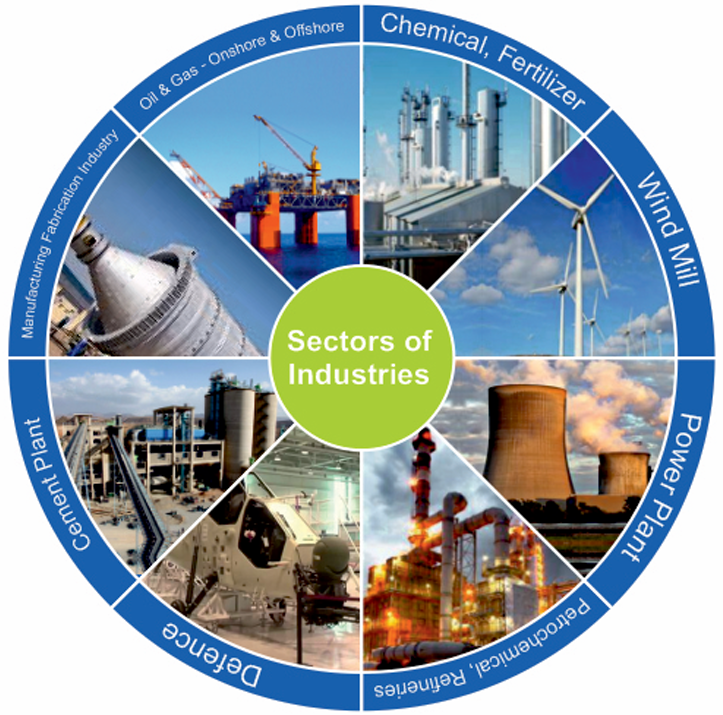 Sectors of
Industries
Chemical, Fertilizer
Wind Mill
Power Plant
Petrochemical, Refineries
Defence
Cement Plant
Manufacturing Fabrication Industry
Oil & Gas - Onshore & Offshore